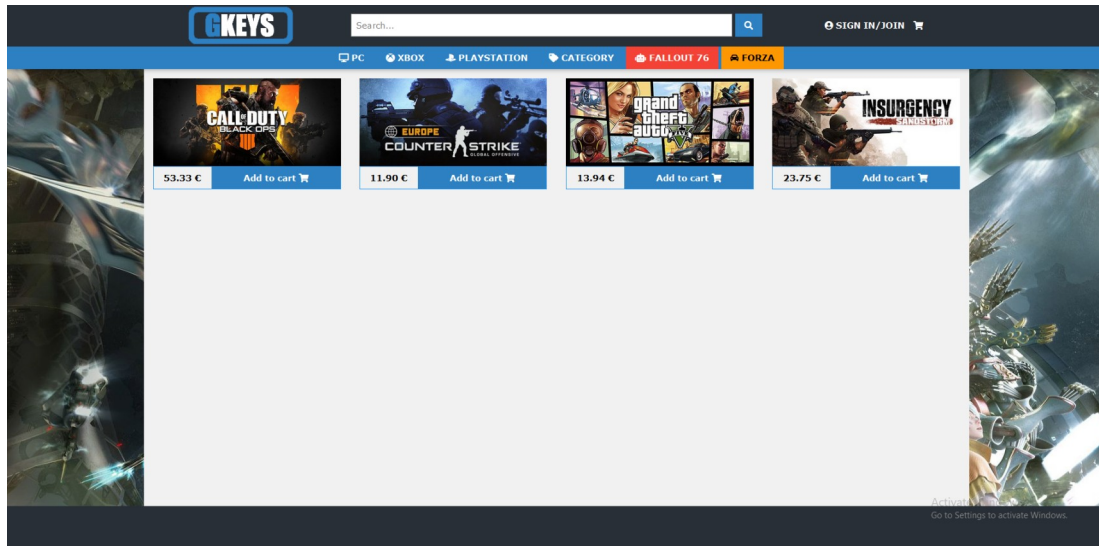 GKEYS
Search...
SIGN IN/JOIN
PC XBOX PLAYSTATION CATEGORY FALLOUT 76 FORZA
CALL OF DUTY
BLACK OPS
IIII
EUROPE
COUNTER STRIKE
GLOBAL OFFENSIVE
grand
theft
auto
V
INSURGENCY
SANDSTORM
53.33 € Add to cart
11.90 € Add to cart
13.94 € Add to cart
23.75 € Add to cart
Go to Settings to activate Windows.